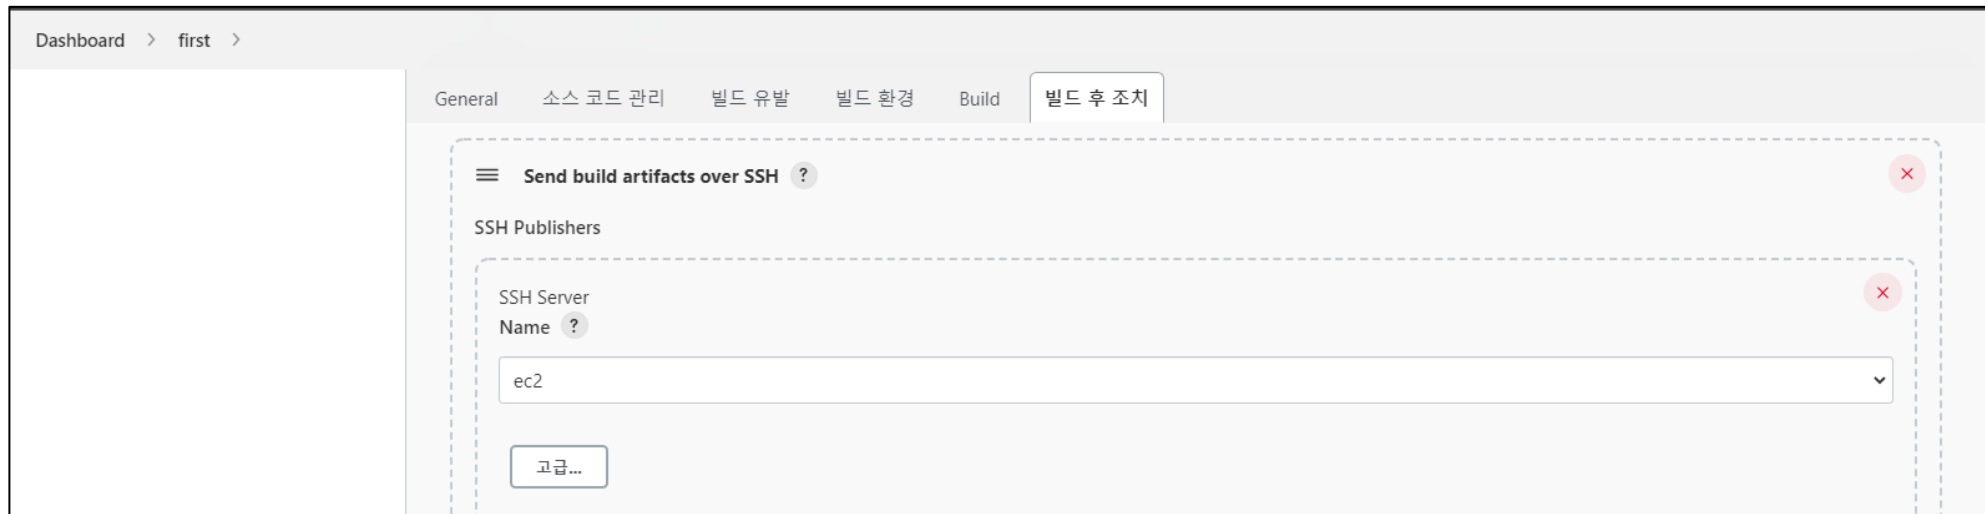 Dashboard > first >
General 소스 코드 관리 빌드 유발 빌드 환경 Build 빌드 후 조치
Send build artifacts over SSH ?
SSH Publishers
SSH Server
Name ?
ec2
고급...